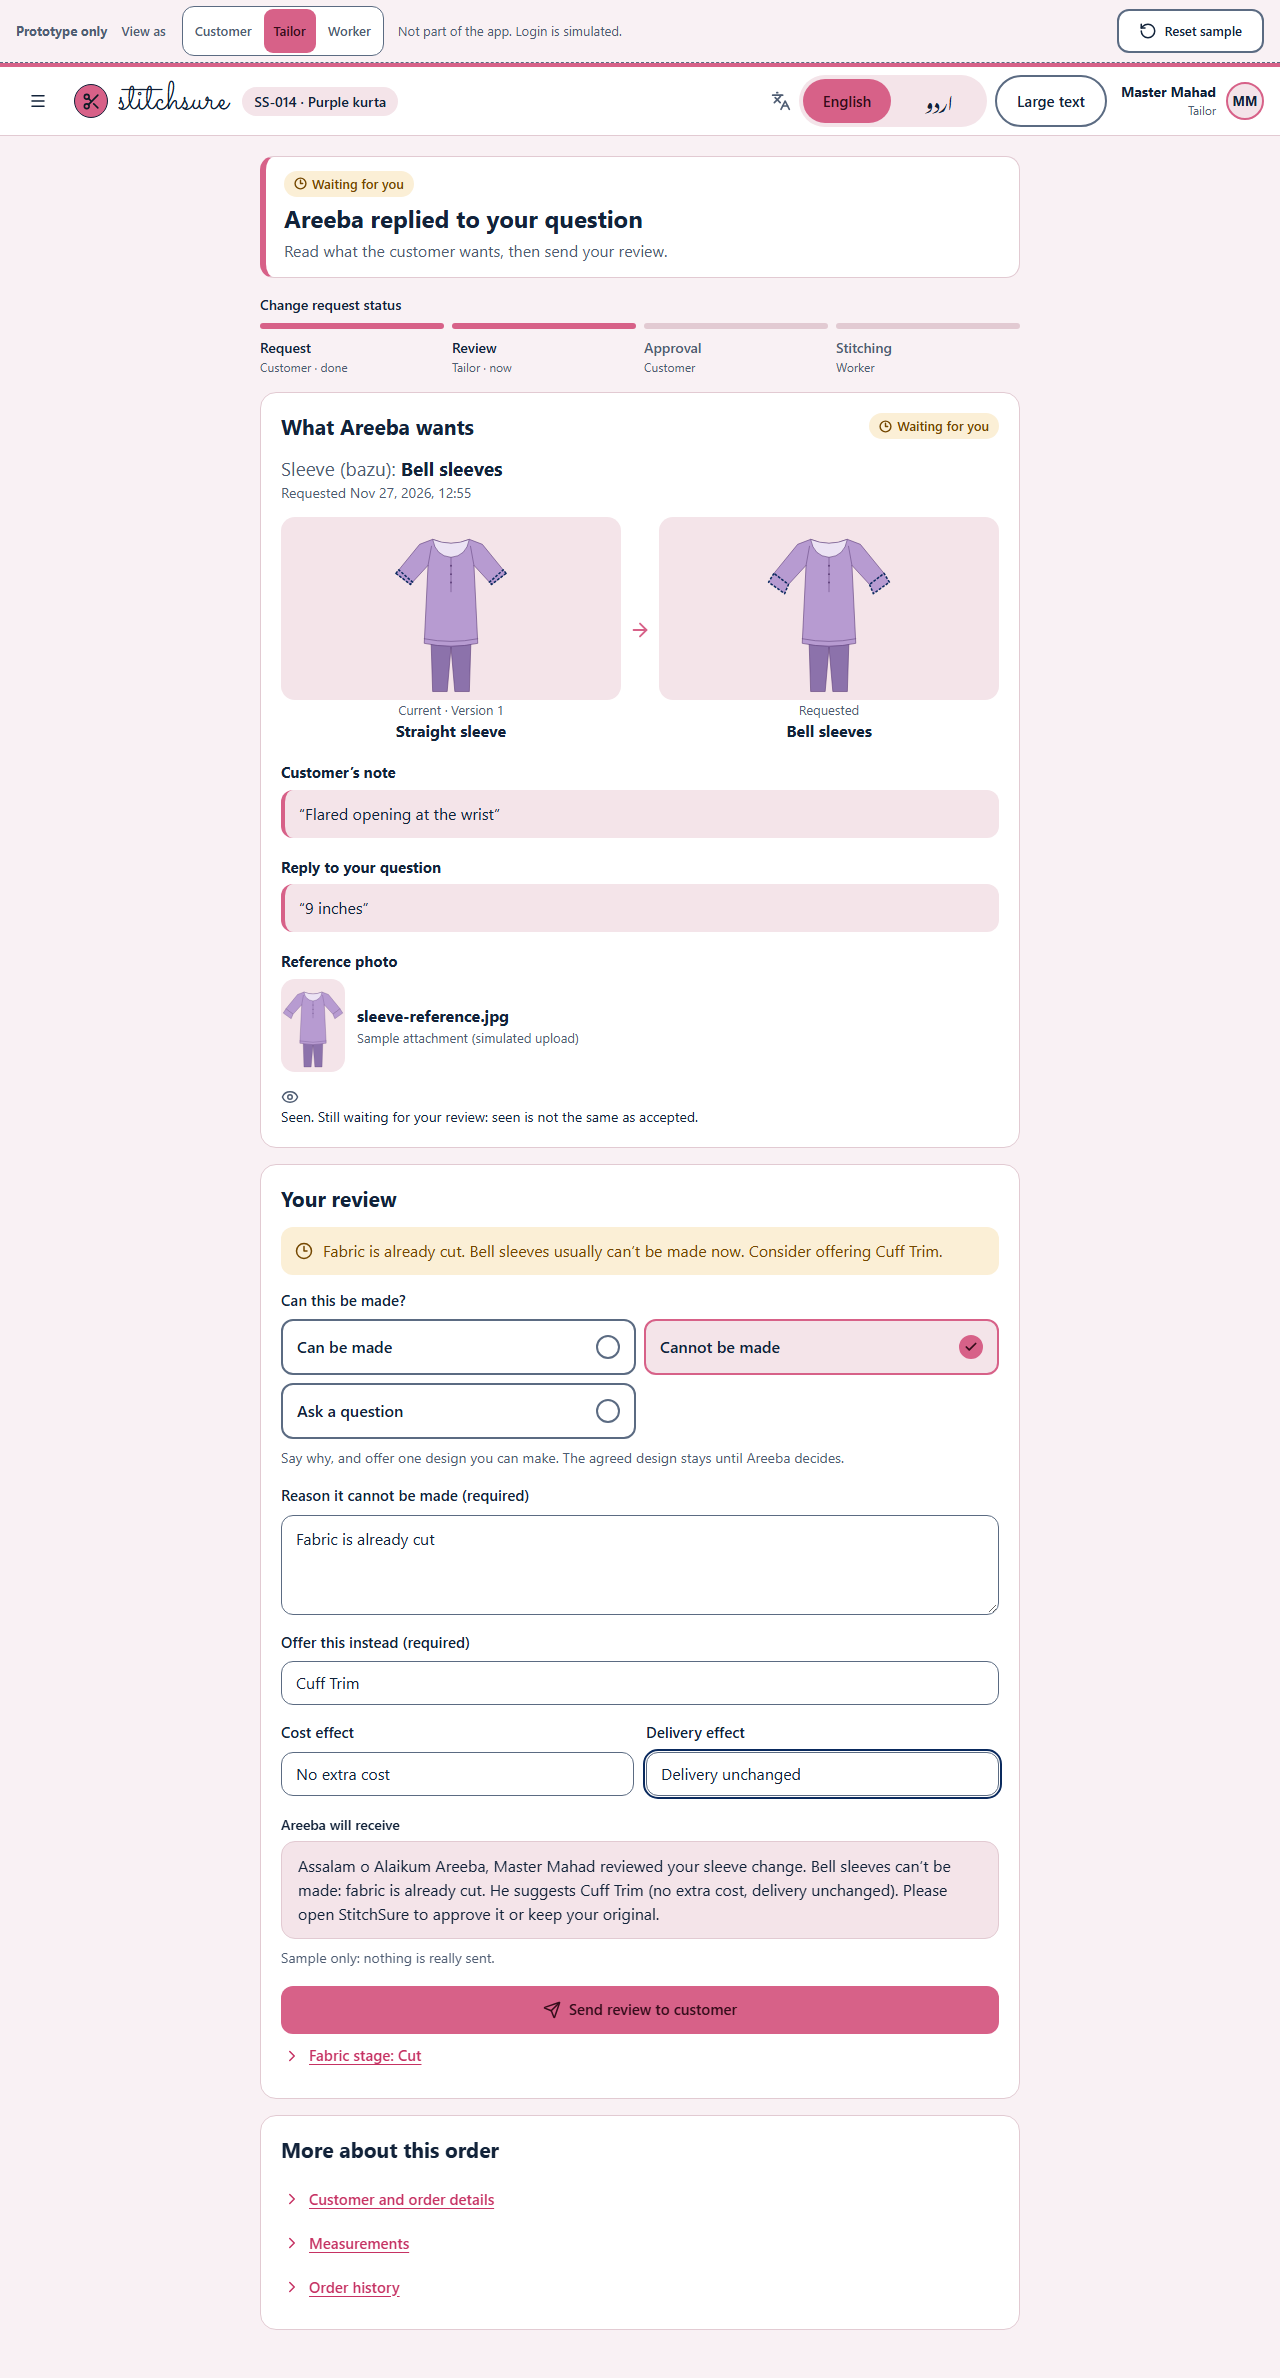 Prototype only View as Customer Tailor Worker Not part of the app. Login is simulated. Reset sample
stitchsure SS-014 · Purple kurta English اردو Large text Master Mahad MM
Tailor
Waiting for you
Areeba replied to your question
Read what the customer wants, then send your review.
Change request status
Request Review Approval Stitching
Customer · done Tailor · now Customer Worker
What Areeba wants Waiting for you
Sleeve (bazu): Bell sleeves
Requested Nov 27, 2026, 12:55
Current · Version 1 Requested
Straight sleeve Bell sleeves
Customer’s note
“Flared opening at the wrist”
Reply to your question
“9 inches”
Reference photo
sleeve-reference.jpg
Sample attachment (simulated upload)
Seen. Still waiting for your review: seen is not the same as accepted.
Your review
Fabric is already cut. Bell sleeves usually can’t be made now. Consider offering Cuff Trim.
Can this be made?
Can be made Cannot be made
Ask a question
Say why, and offer one design you can make. The agreed design stays until Areeba decides.
Reason it cannot be made (required)
Fabric is already cut
Offer this instead (required)
Cuff Trim
Cost effect Delivery effect
No extra cost Delivery unchanged
Areeba will receive
Assalam o Alaikum Areeba, Master Mahad reviewed your sleeve change. Bell sleeves can’t be
made: fabric is already cut. He suggests Cuff Trim (no extra cost, delivery unchanged). Please
open StitchSure to approve it or keep your original.
Sample only: nothing is really sent.
Send review to customer
Fabric stage: Cut
More about this order
Customer and order details
Measurements
Order history